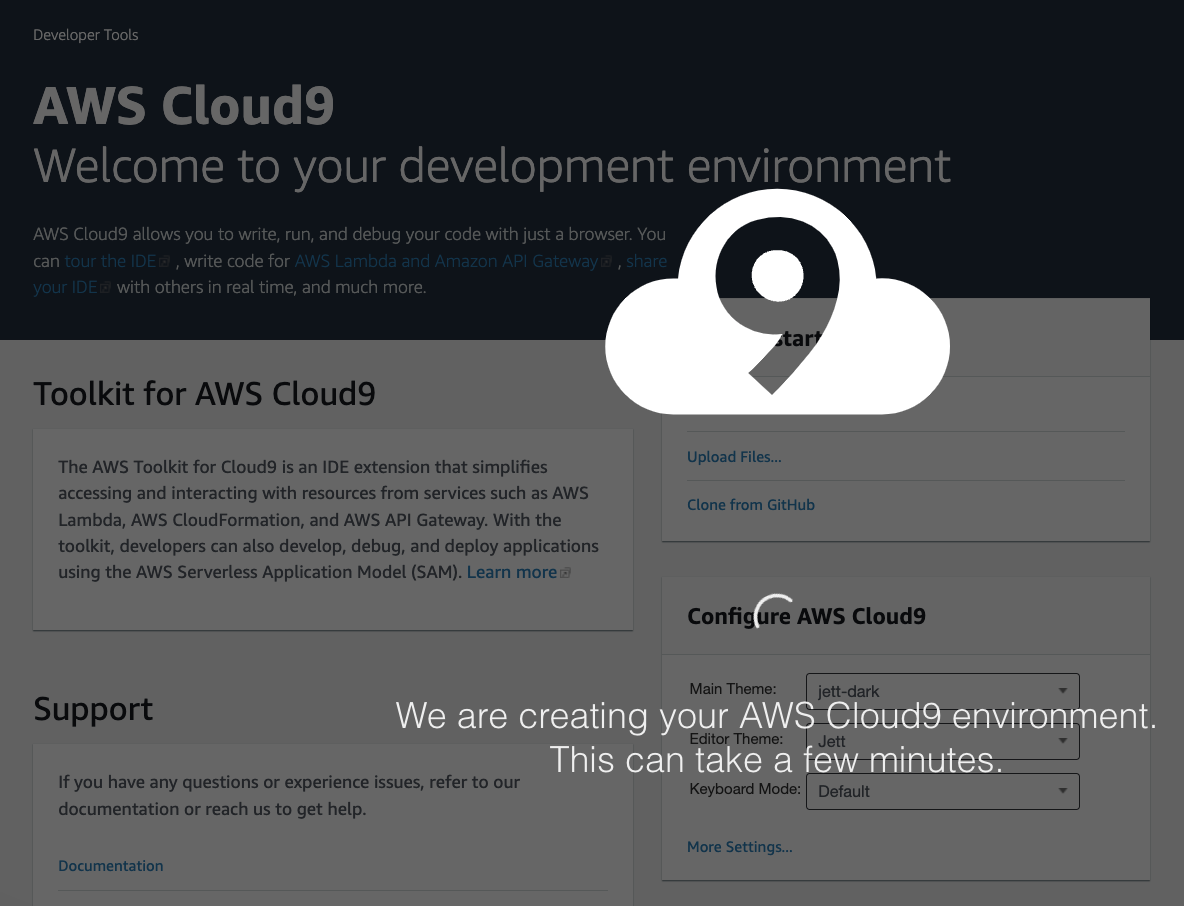 Developer Tools
AWS Cloud9
Welcome to your development environment
AWS Cloud9 allows you to write, run, and debug your code with just a browser. You
can tour the IDE , write code for AWS Lambda and Amazon API Gateway , share
your IDE with others in real time, and much more.
9
start
Toolkit for AWS Cloud9
The AWS Toolkit for Cloud9 is an IDE extension that simplifies
accessing and interacting with resources from services such as AWS
Lambda, AWS CloudFormation, and AWS API Gateway. With the
toolkit, developers can also develop, debug, and deploy applications
using the AWS Serverless Application Model (SAM). Learn more
Upload Files...
Clone from GitHub
Configure AWS Cloud9
Main Theme: jett-dark
Editor Theme: Jett
Keyboard Mode: Default
More Settings...
We are creating your AWS Cloud9 environment.
This can take a few minutes.
Support
If you have any questions or experience issues, refer to our
documentation or reach us to get help.
Documentation